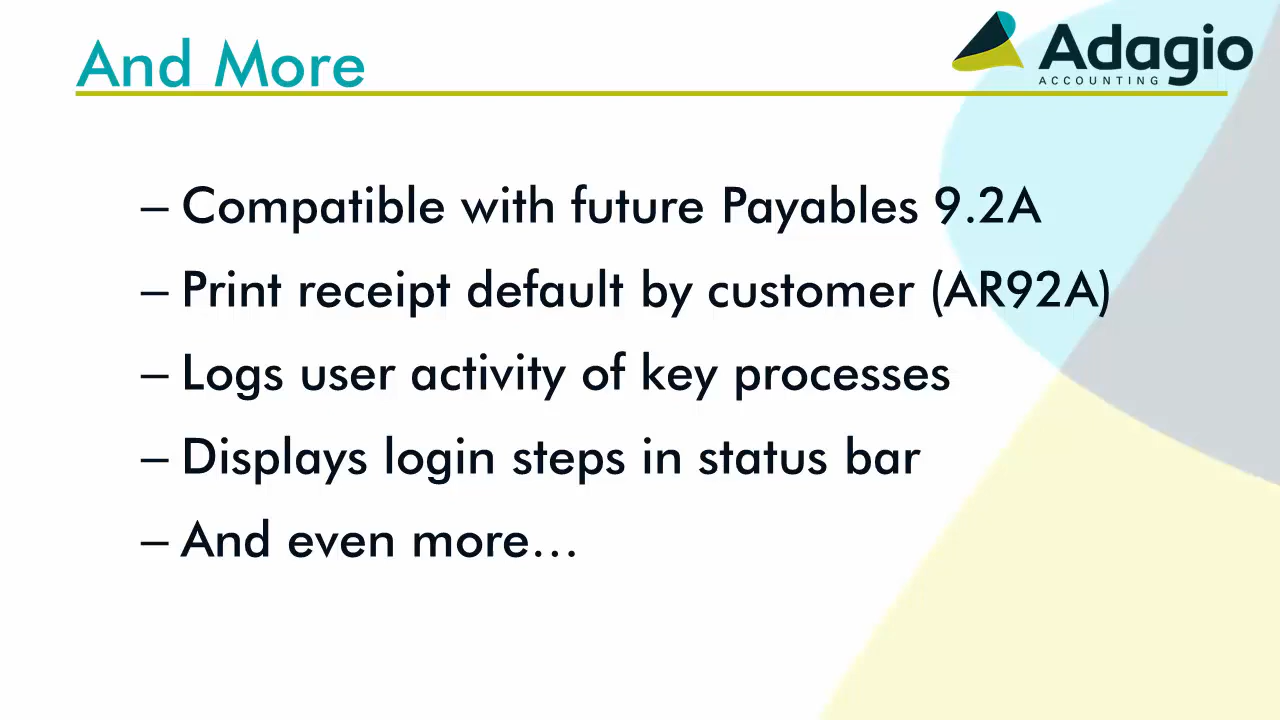 And More
Adagio
ACCOUNTING
– Compatible with future Payables 9.2A
– Print receipt default by customer (AR92A)
– Logs user activity of key processes
– Displays login steps in status bar
– And even more…